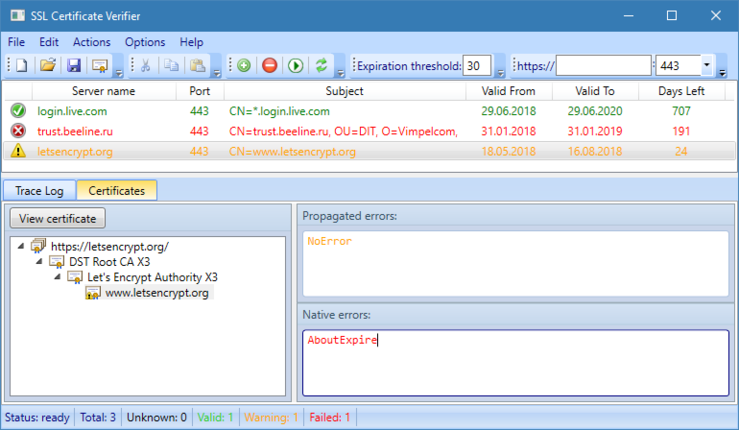 SSL Certificate Verifier
File Edit Actions Options Help
Expiration threshold: 30 https:// : 443
Server name Port Subject Valid From Valid To Days Left
login.live.com 443 CN=*.login.live.com 29.06.2018 29.06.2020 707
trust.beeline.ru 443 CN=trust.beeline.ru, OU=DIT, O=Vimpelcom, 31.01.2018 31.01.2019 191
letsencrypt.org 443 CN=www.letsencrypt.org 18.05.2018 16.08.2018 24
Trace Log Certificates
View certificate
https://letsencrypt.org/
DST Root CA X3
Let's Encrypt Authority X3
www.letsencrypt.org
Propagated errors:
NoError
Native errors:
AboutExpire
Status: ready Total: 3 Unknown: 0 Valid: 1 Warning: 1 Failed: 1